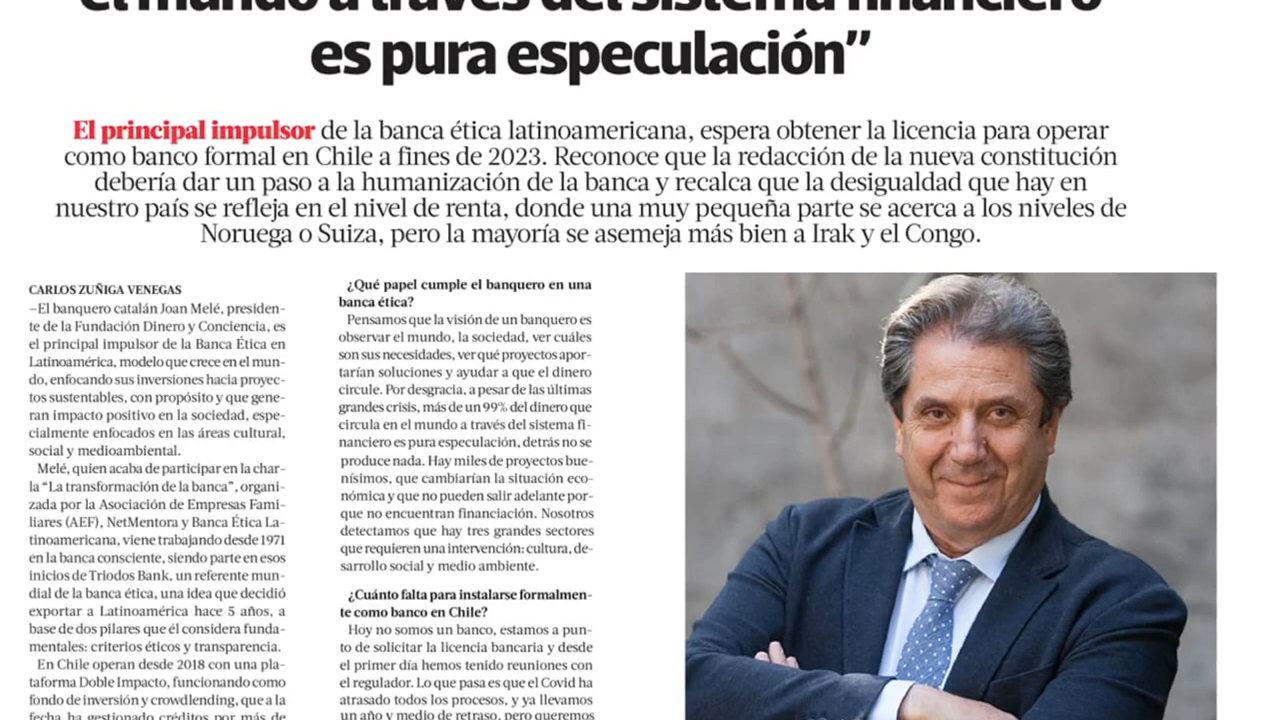 el mundo a través del sistema financiero
es pura especulación”
El principal impulsor de la banca ética latinoamericana, espera obtener la licencia para operar
como banco formal en Chile a fines de 2023. Reconoce que la redacción de la nueva constitución
debería dar un paso a la humanización de la banca y recalca que la desigualdad que hay en
nuestro país se refleja en el nivel de renta, donde una muy pequeña parte se acerca a los niveles de
Noruega o Suiza, pero la mayoría se asemeja más bien a Irak y el Congo.
CARLOS ZUÑIGA VENEGAS
—El banquero catalán Joan Melé, presiden-
te de la Fundación Dinero y Conciencia, es
el principal impulsor de la Banca Ética en
Latinoamérica, modelo que crece en el mun-
do, enfocando sus inversiones hacia proyec-
tos sustentables, con propósito y que gene-
ran impacto positivo en la sociedad, espe-
cialmente enfocados en las áreas cultural,
social y medioambiental.
Melé, quien acaba de participar en la char-
la “La transformación de la banca”, organi-
zada por la Asociación de Empresas Fami-
liares (AEF), NetMentora y Banca Ética La-
tinoamericana, viene trabajando desde 1971
en la banca consciente, siendo parte en esos
inicios de Triodos Bank, un referente mun-
dial de la banca ética, una idea que decidió
exportar a Latinoamérica hace 5 años, a
base de dos pilares que él considera funda-
mentales: criterios éticos y transparencia.
En Chile operan desde 2018 con una pla-
taforma Doble Impacto, funcionando como
fondo de inversión y crowdlending, que a la
fecha ha gestionado créditos por más de
¿Qué papel cumple el banquero en una
banca ética?
Pensamos que la visión de un banquero es
observar el mundo, la sociedad, ver cuáles
son sus necesidades, ver qué proyectos apor-
tarían soluciones y ayudar a que el dinero
circule. Por desgracia, a pesar de las últimas
grandes crisis, más de un 99% del dinero que
circula en el mundo a través del sistema fi-
nanciero es pura especulación, detrás no se
produce nada. Hay miles de proyectos bue-
nísimos, que cambiarían la situación eco-
nómica y que no pueden salir adelante por-
que no encuentran financiación. Nosotros
detectamos que hay tres grandes sectores
que requieren una intervención: cultura, de-
sarrollo social y medio ambiente.
¿Cuánto falta para instalarse formalmen-
te como banco en Chile?
Hoy no somos un banco, estamos a pun-
to de solicitar la licencia bancaria y desde
el primer día hemos tenido reuniones con
el regulador. Lo que pasa es que el Covid ha
atrasado todos los procesos, y ya llevamos
un año y medio de retraso, pero queremos